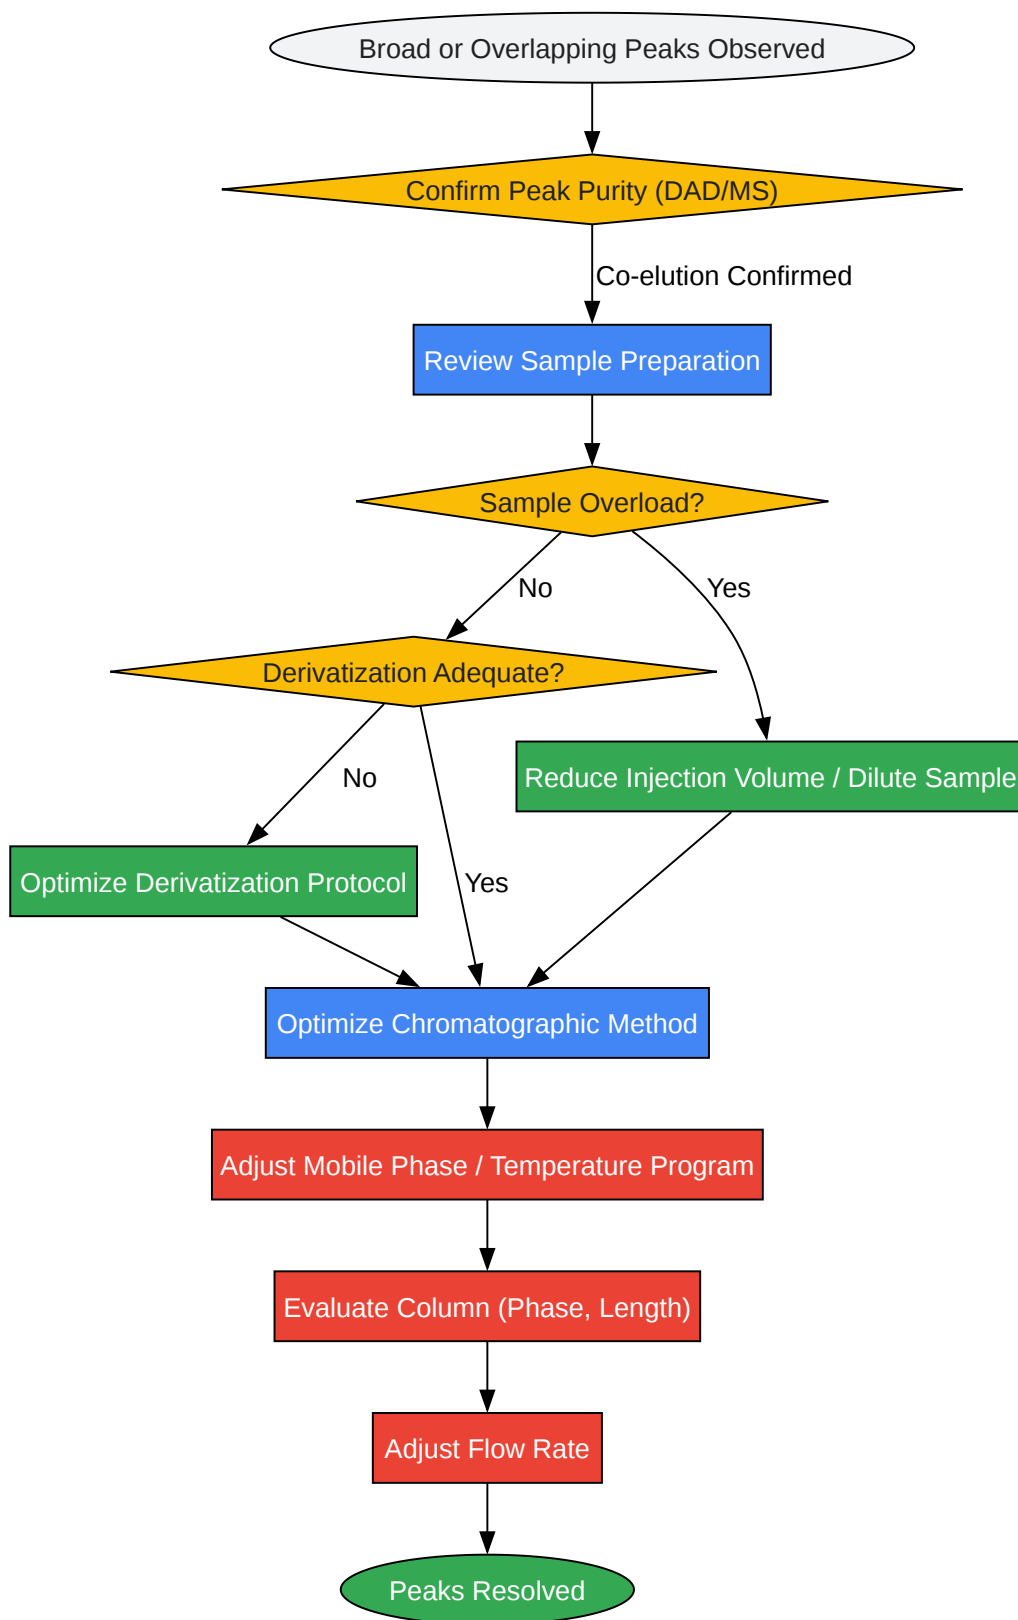 Broad or Overlapping Peaks Observed
Confirm Peak Purity (DAD/MS)
Co-elution Confirmed
Review Sample Preparation
Sample Overload?
No
Yes
Derivatization Adequate?
Reduce Injection Volume / Dilute Sample
No
Optimize Derivatization Protocol
Yes
Optimize Chromatographic Method
Adjust Mobile Phase / Temperature Program
Evaluate Column (Phase, Length)
Adjust Flow Rate
Peaks Resolved